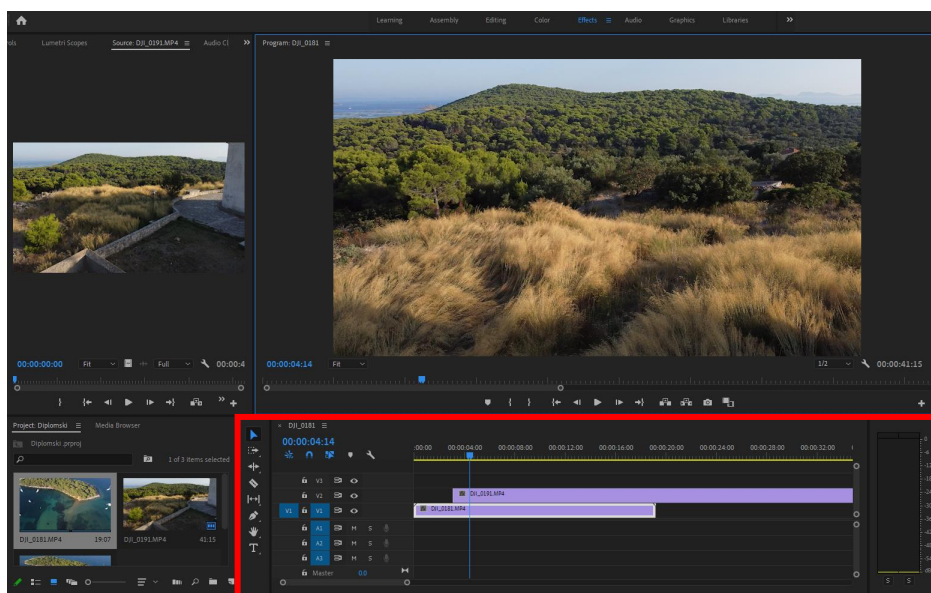 Learning Assembly Editing Color Effects Audio Graphics Libraries
Lumetri Scopes Source: DJI_0191.MP4 Audio Cl
Program: DJI_0181
00:00:00:00 Fit Full 00:00:4
00:00:04:14 Fit 1/2 00:00:41:15
Project: Diplomski Media Browser
Diplomski.prproj
1 of 3 items selected
DJI_0181.MP4 19:07 DJI_0191.MP4 41:15
× DJI_0181
00:00:04:14
:00:00 00:00:04:00 00:00:08:00 00:00:12:00 00:00:16:00 00:00:20:00 00:00:24:00 00:00:28:00 00:00:32:00
V3
V2 DJI_0191.MP4
V1 V1 DJI_0181.MP4
A1 M S
A2 M S
A3 M S
Master 0.0
0
S S